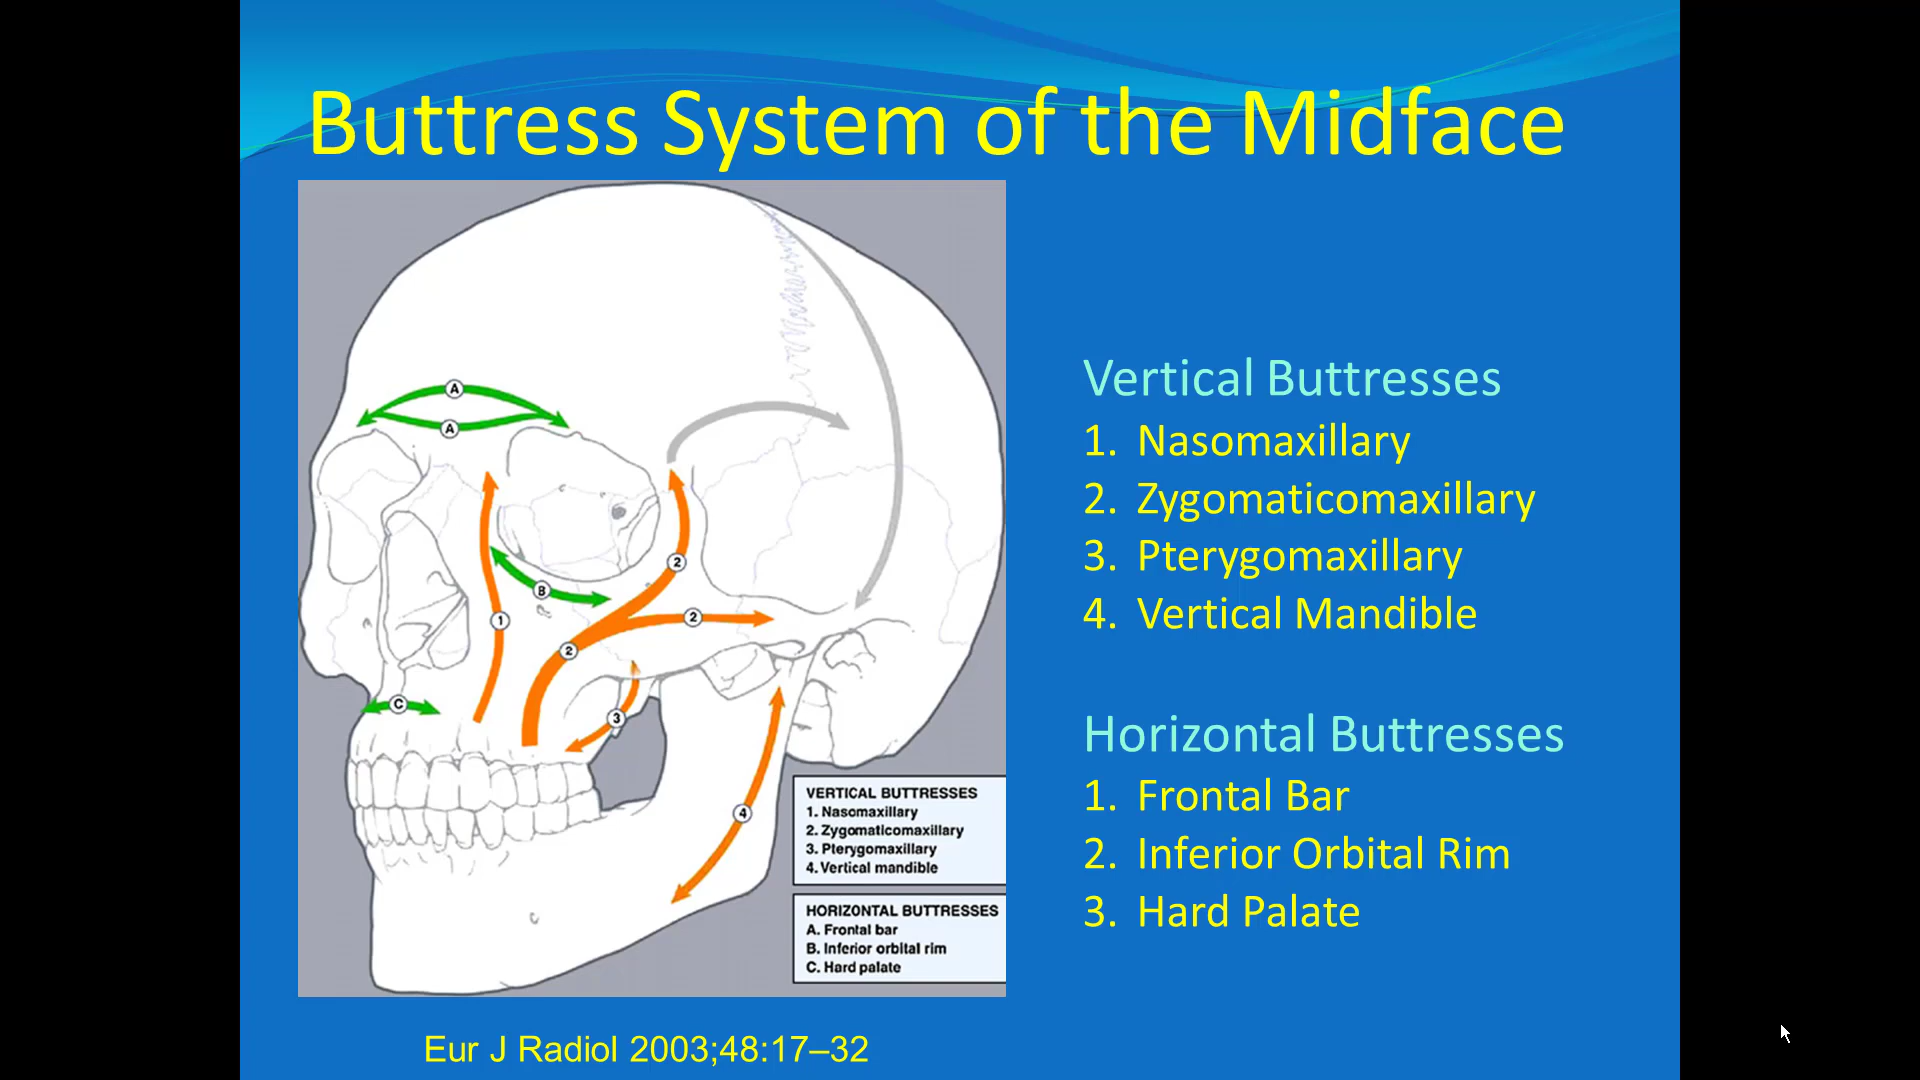 Buttress System of the Midface
A
A
B
C
1
2
2
2
3
4
VERTICAL BUTTRESSES
1. Nasomaxillary
2. Zygomaticomaxillary
3. Pterygomaxillary
4. Vertical mandible
HORIZONTAL BUTTRESSES
A. Frontal bar
B. Inferior orbital rim
C. Hard palate
Vertical Buttresses
1. Nasomaxillary
2. Zygomaticomaxillary
3. Pterygomaxillary
4. Vertical Mandible
Horizontal Buttresses
1. Frontal Bar
2. Inferior Orbital Rim
3. Hard Palate
Eur J Radiol 2003;48:17–32